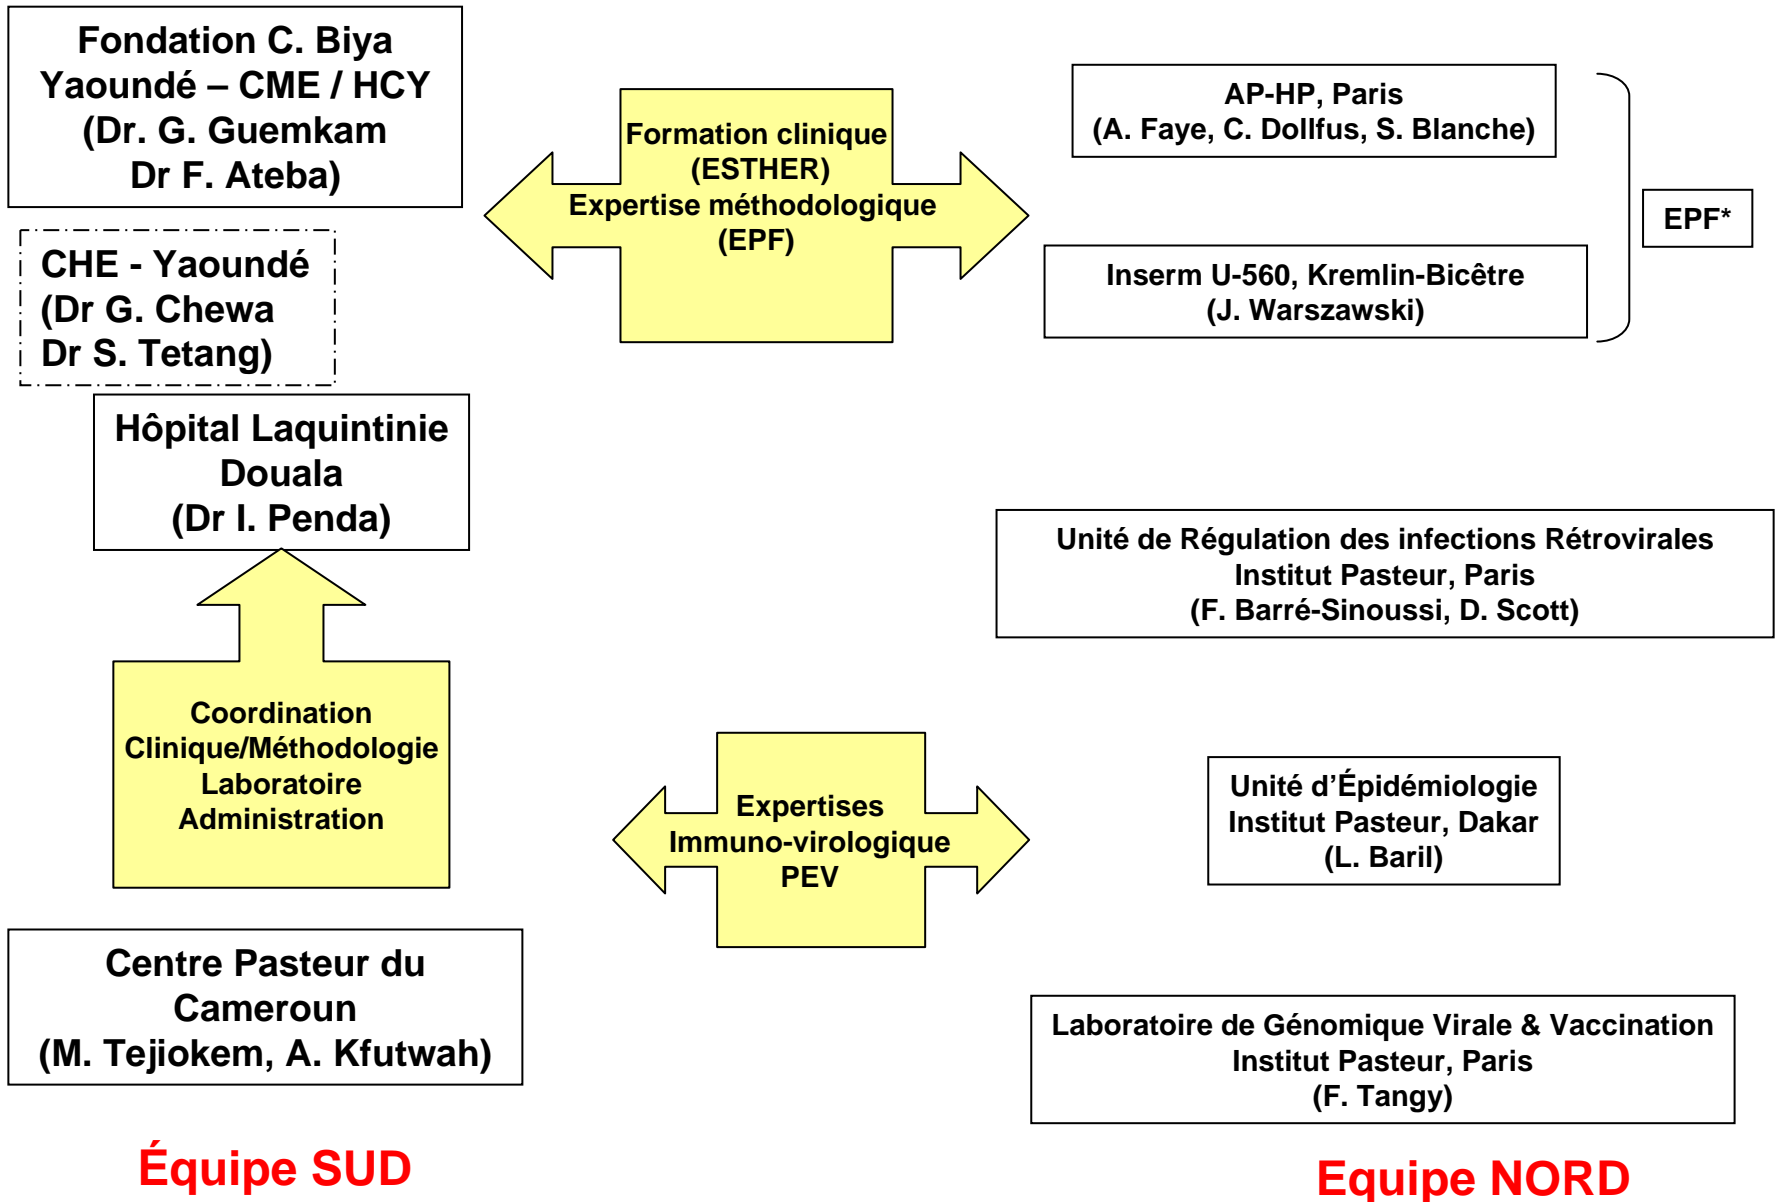 Fondation C. Biya
Yaoundé – CME / HCY
(Dr. G. Guemkam
Dr F. Ateba)
CHE - Yaoundé
(Dr G. Chewa
Dr S. Tetang)
Hôpital Laquintinie
Douala
(Dr I. Penda)
Coordination
Clinique/Méthodologie
Laboratoire
Administration
Centre Pasteur du
Cameroun
(M. Tejiokem, A. Kfutwah)
Équipe SUD
Formation clinique
(ESTHER)
Expertise méthodologique
(EPF)
Expertises
Immuno-virologique
PEV
AP-HP, Paris
(A. Faye, C. Dollfus, S. Blanche)
Inserm U-560, Kremlin-Bicêtre
(J. Warszawski)
EPF*
Unité de Régulation des infections Rétrovirales
Institut Pasteur, Paris
(F. Barré-Sinoussi, D. Scott)
Unité d’Épidémiologie
Institut Pasteur, Dakar
(L. Baril)
Laboratoire de Génomique Virale & Vaccination
Institut Pasteur, Paris
(F. Tangy)
Equipe NORD